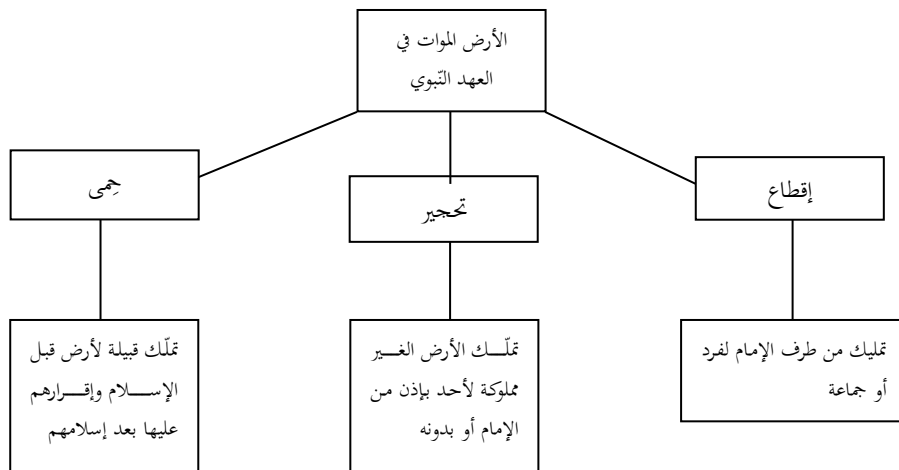 الأرض الموات في
العهد النّبوي
إقطاع
تحجير
حِمى
تمليك من طرف الإمام لفرد
أو جماعة
تملّـــك الأرض الغـــير
مملوكة لأحد بإذن من
الإمام أو بدونه
تملّك قبيلة لأرض قبل
الإســـلام وإقـــرارهم
عليها بعد إسلامهم